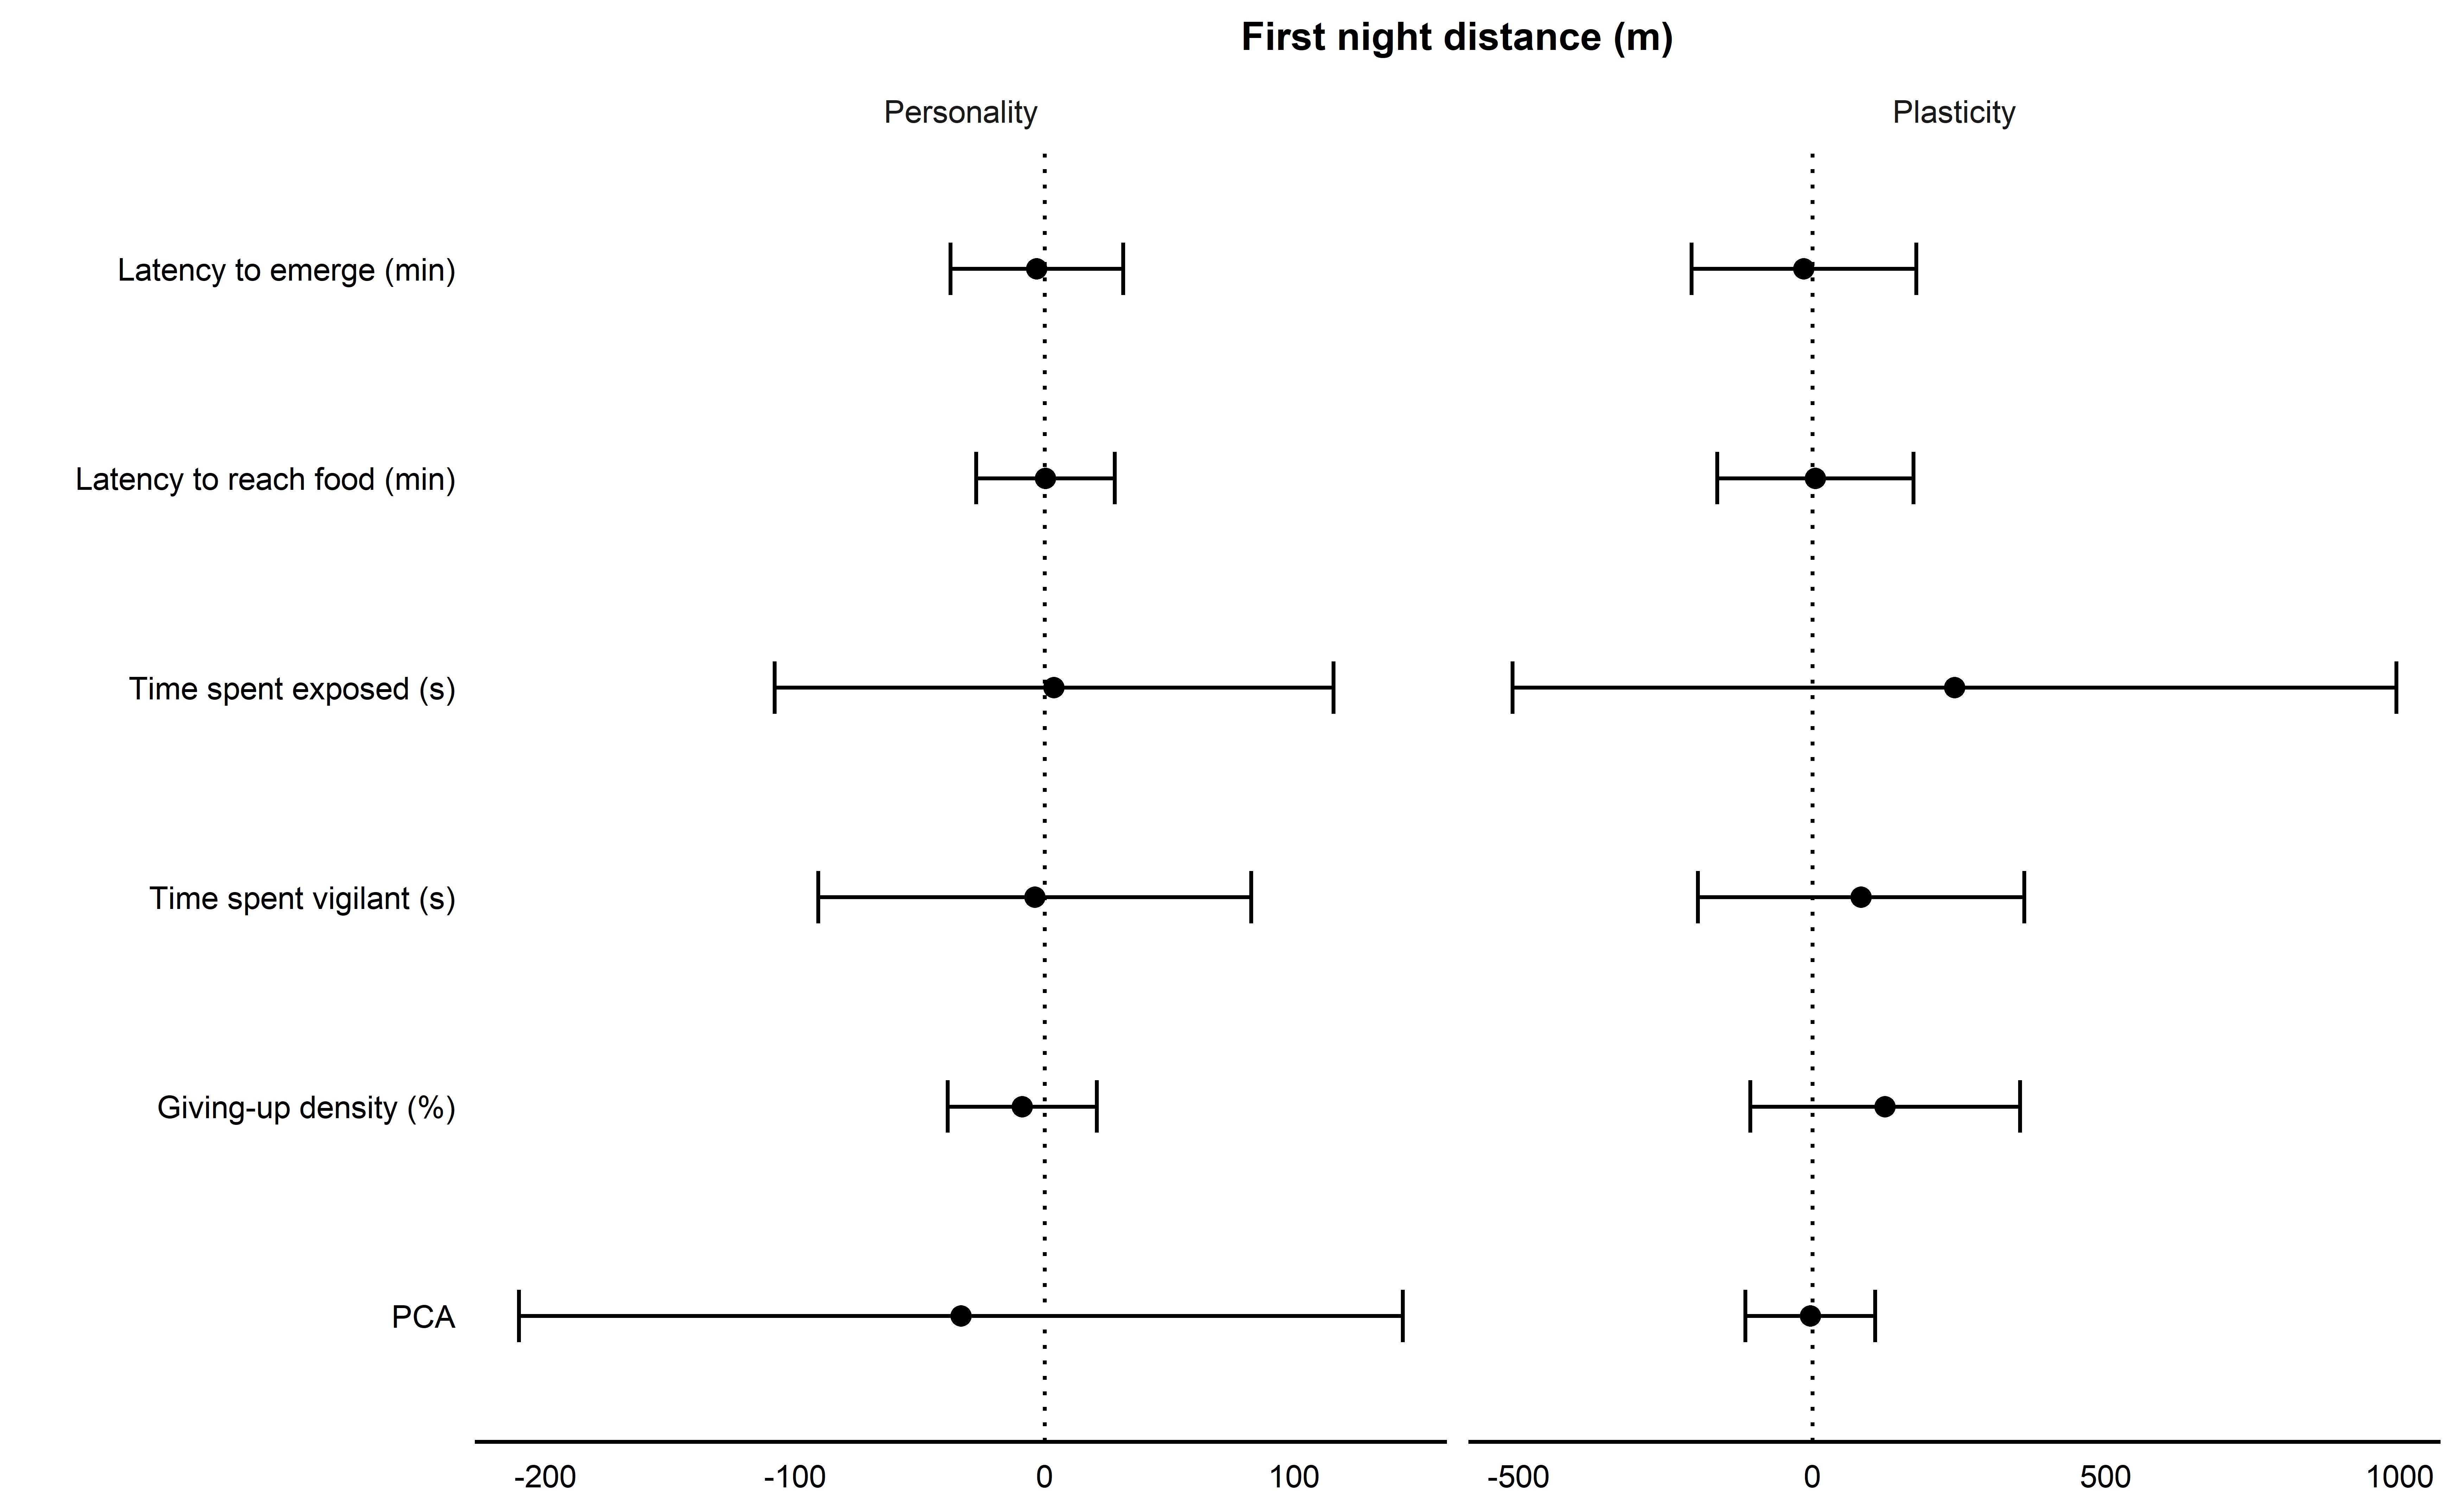 First night distance (m)
Personality
Plasticity
Latency to emerge (min)
Latency to reach food (min)
Time spent exposed (s)
Time spent vigilant (s)
Giving-up density (%)
PCA
-200 -100 0 100 -500 0 500 1000